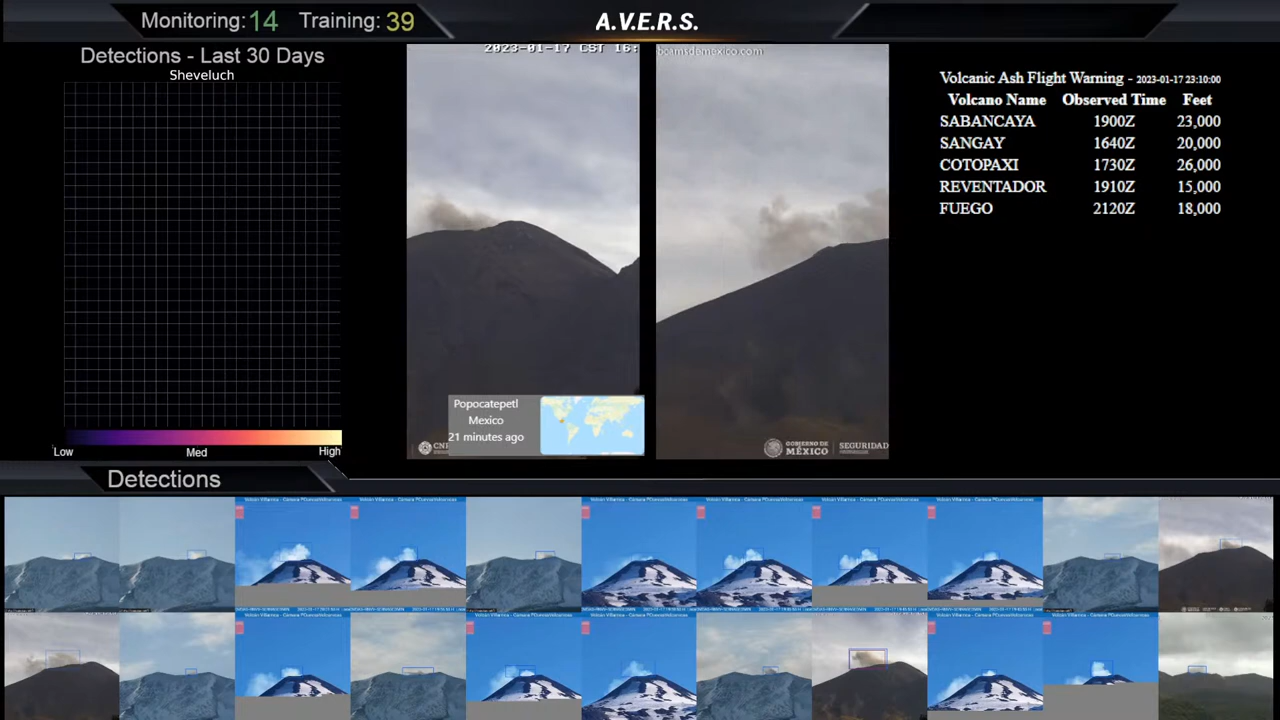 Monitoring: 14 Training: 39
A.V.E.R.S.
Detections - Last 30 Days
Sheveluch
Low Med High
2023-01-17 CST 16:
bcamsdemexico.com
Popocatepetl
Mexico
21 minutes ago
GOBIERNO DE
MÉXICO
SEGURIDAD
Volcanic Ash Flight Warning - 2023-01-17 23:10:00
Volcano Name Observed Time Feet
SABANCAYA 1900Z 23,000
SANGAY 1640Z 20,000
COTOPAXI 1730Z 26,000
REVENTADOR 1910Z 15,000
FUEGO 2120Z 18,000
Detections